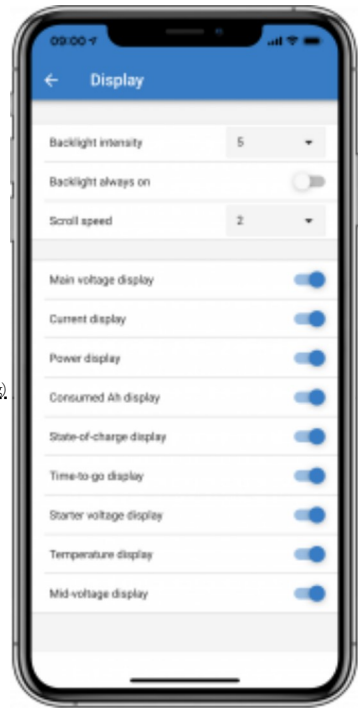 09:00
Display
Backlight intensity 5
Backlight always on
Scroll speed 2
Main voltage display
Current display
Power display
Consumed Ah display
State-of-charge display
Time-to-go display
Starter voltage display
Temperature display
Mid-voltage display